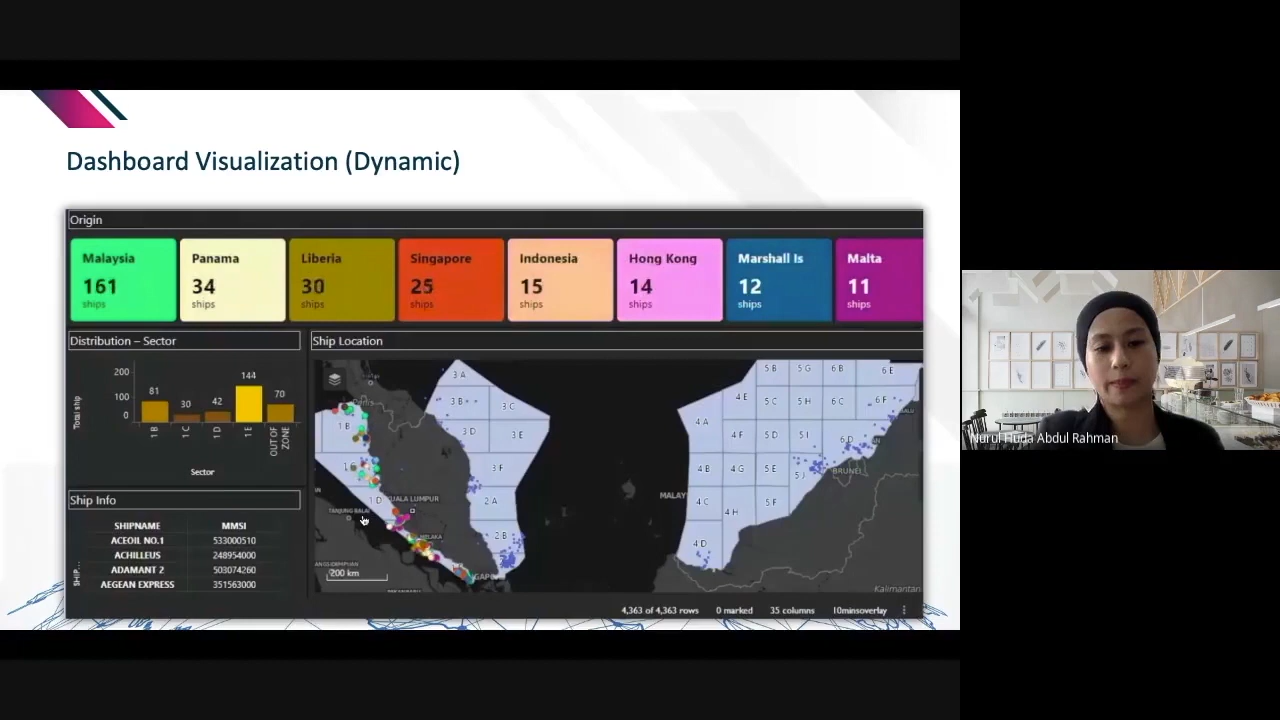 Dashboard Visualization (Dynamic)
Origin
Malaysia
161
ships
Panama
34
ships
Liberia
30
ships
Singapore
25
ships
Indonesia
15
ships
Hong Kong
14
ships
Marshall Is
12
ships
Malta
11
ships
Distribution – Sector
Total ship
200
100
0
81
30
42
144
70
1 B
1 C
1 D
1 E
OUT OF ZONE
Sector
Ship Info
SHIPNAME MMSI
ACEOIL NO.1 533000510
ACHILLEUS 248954000
ADAMANT 2 503074260
AEGEAN EXPRESS 351563000
SHIP...
Ship Location
3 A
3 B
3 C
3 D
3 E
3 F
2 A
2 B
1 B
1 D
4 A
4 B
4 C
4 D
4 E
4 F
4 G
4 H
5 B
5 C
5 D
5 E
5 F
5 G
5 H
5 I
5 J
6 B
6 C
6 D
6 E
6 F
KUALA LUMPUR
TANJUNG BALAI
MELAKA
MALAY
BRUNEI
Kalimantan
200 km
4,363 of 4,363 rows 0 marked 35 columns 10minsoverlay
Nurul Huda Abdul Rahman